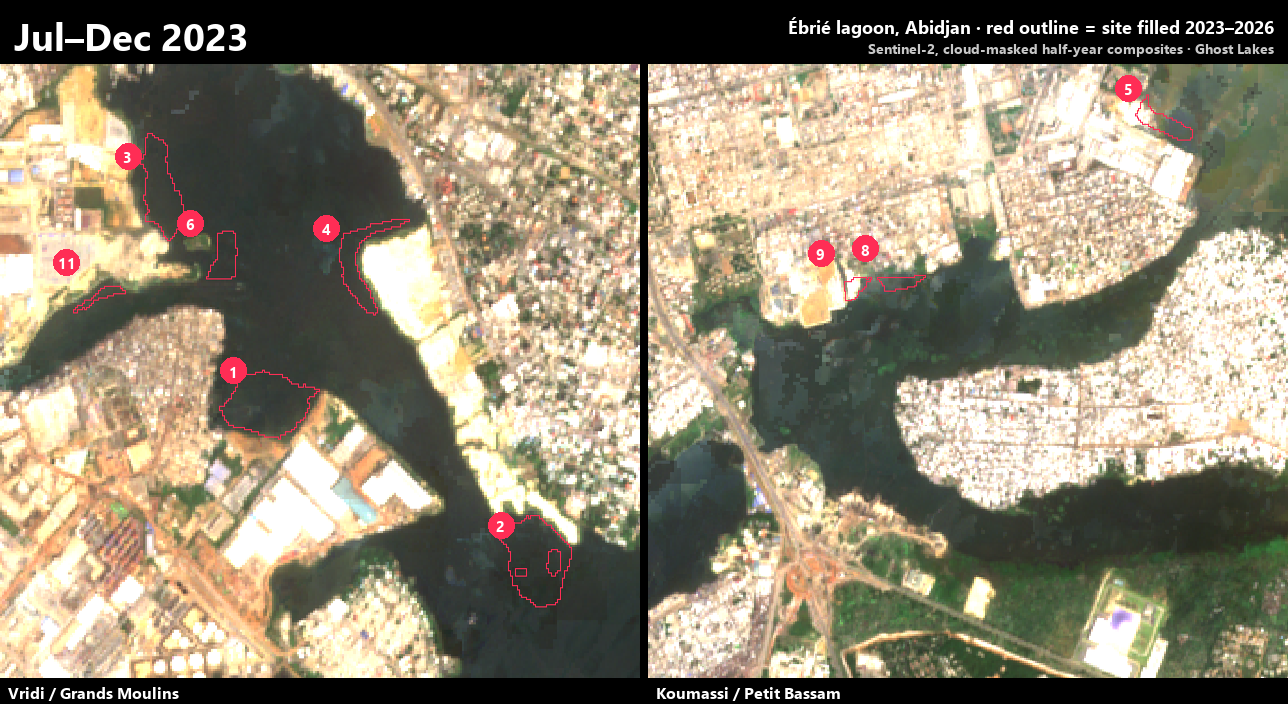 Jul–Dec 2023
Ébrié lagoon, Abidjan · red outline = site filled 2023–2026
Sentinel-2, cloud-masked half-year composites · Ghost Lakes
5
3
6
4
11
9
8
1
2
Vridi / Grands Moulins
Koumassi / Petit Bassam